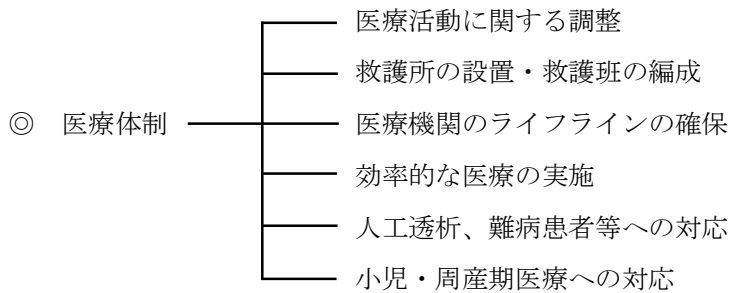 医療活動に関する調整
救護所の設置・救護班の編成
◎ 医療体制
医療機関のライフラインの確保
効率的な医療の実施
人工透析、難病患者等への対応
小児・周産期医療への対応